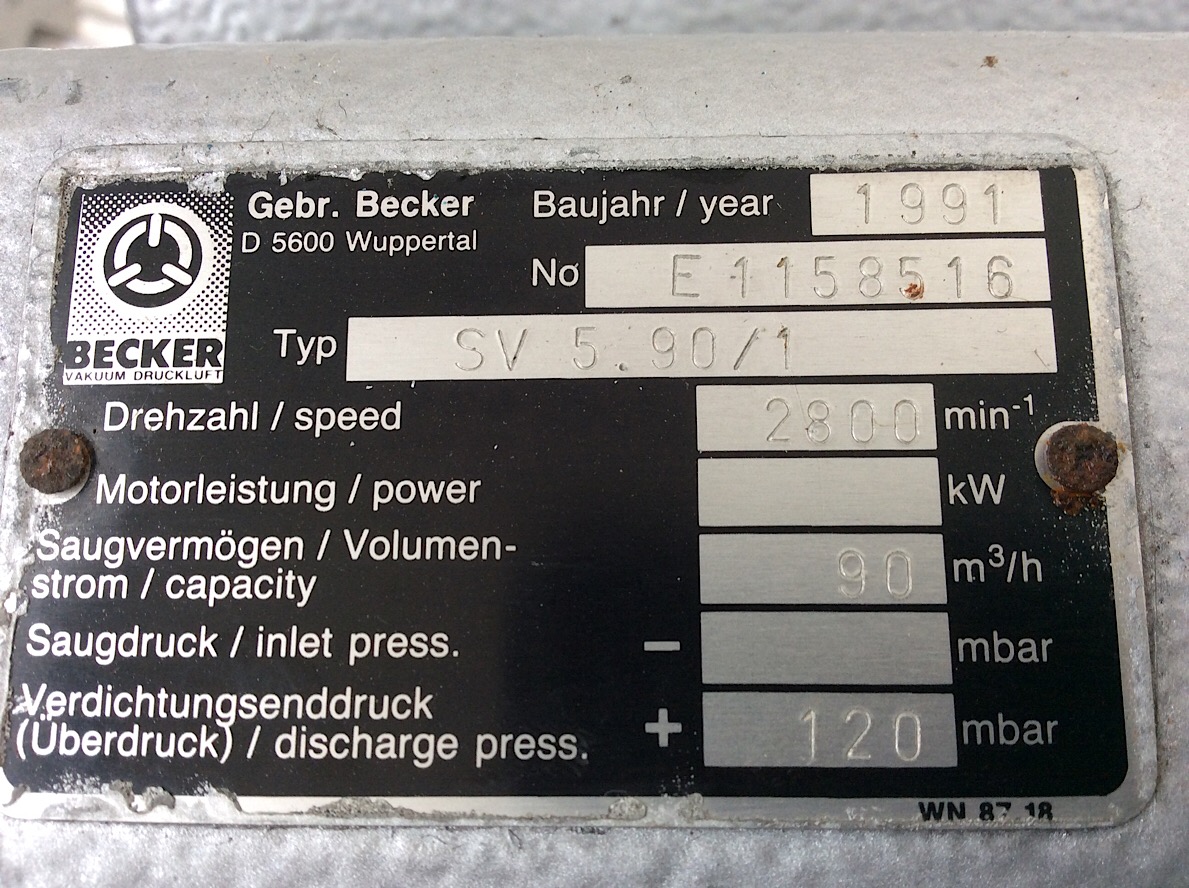 Gebr. Becker
D 5600 Wuppertal
BECKER
VAKUUM DRUCKLUFT
Baujahr / year 1991
No E 1158516
Typ SV 5.90/1
Drehzahl / speed 2800 min-1
Motorleistung / power kW
Saugvermögen / Volumen-
strom / capacity 90 m³/h
Saugdruck / inlet press. − mbar
Verdichtungsenddruck
(Überdruck) / discharge press. + 120 mbar
WN 87 18